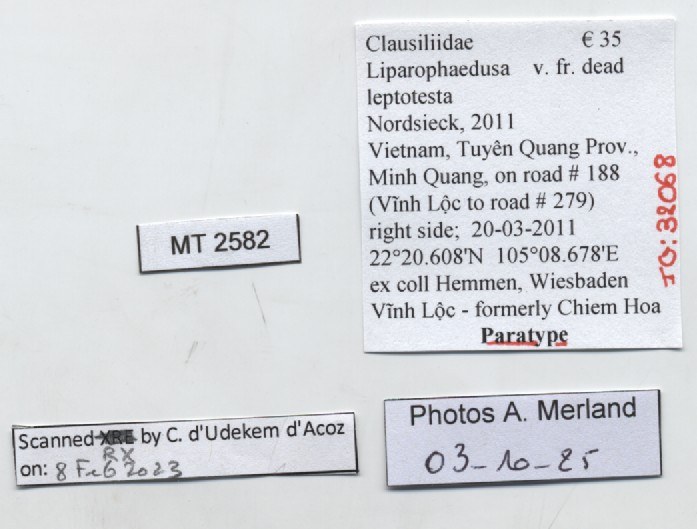 Clausiliidae € 35
Liparophaedusa v. fr. dead
leptotesta
Nordsieck, 2011
Vietnam, Tuyên Quang Prov.,
Minh Quang, on road # 188
(Vĩnh Lộc to road # 279)
right side; 20-03-2011
22°20.608'N 105°08.678'E
ex coll Hemmen, Wiesbaden
Vĩnh Lộc - formerly Chiem Hoa
Paratype
IG: 32068
MT 2582
Scanned XRE by C. d'Udekem d'Acoz
RX
on: 8 Feb 2023
Photos A. Merland
03-10-25